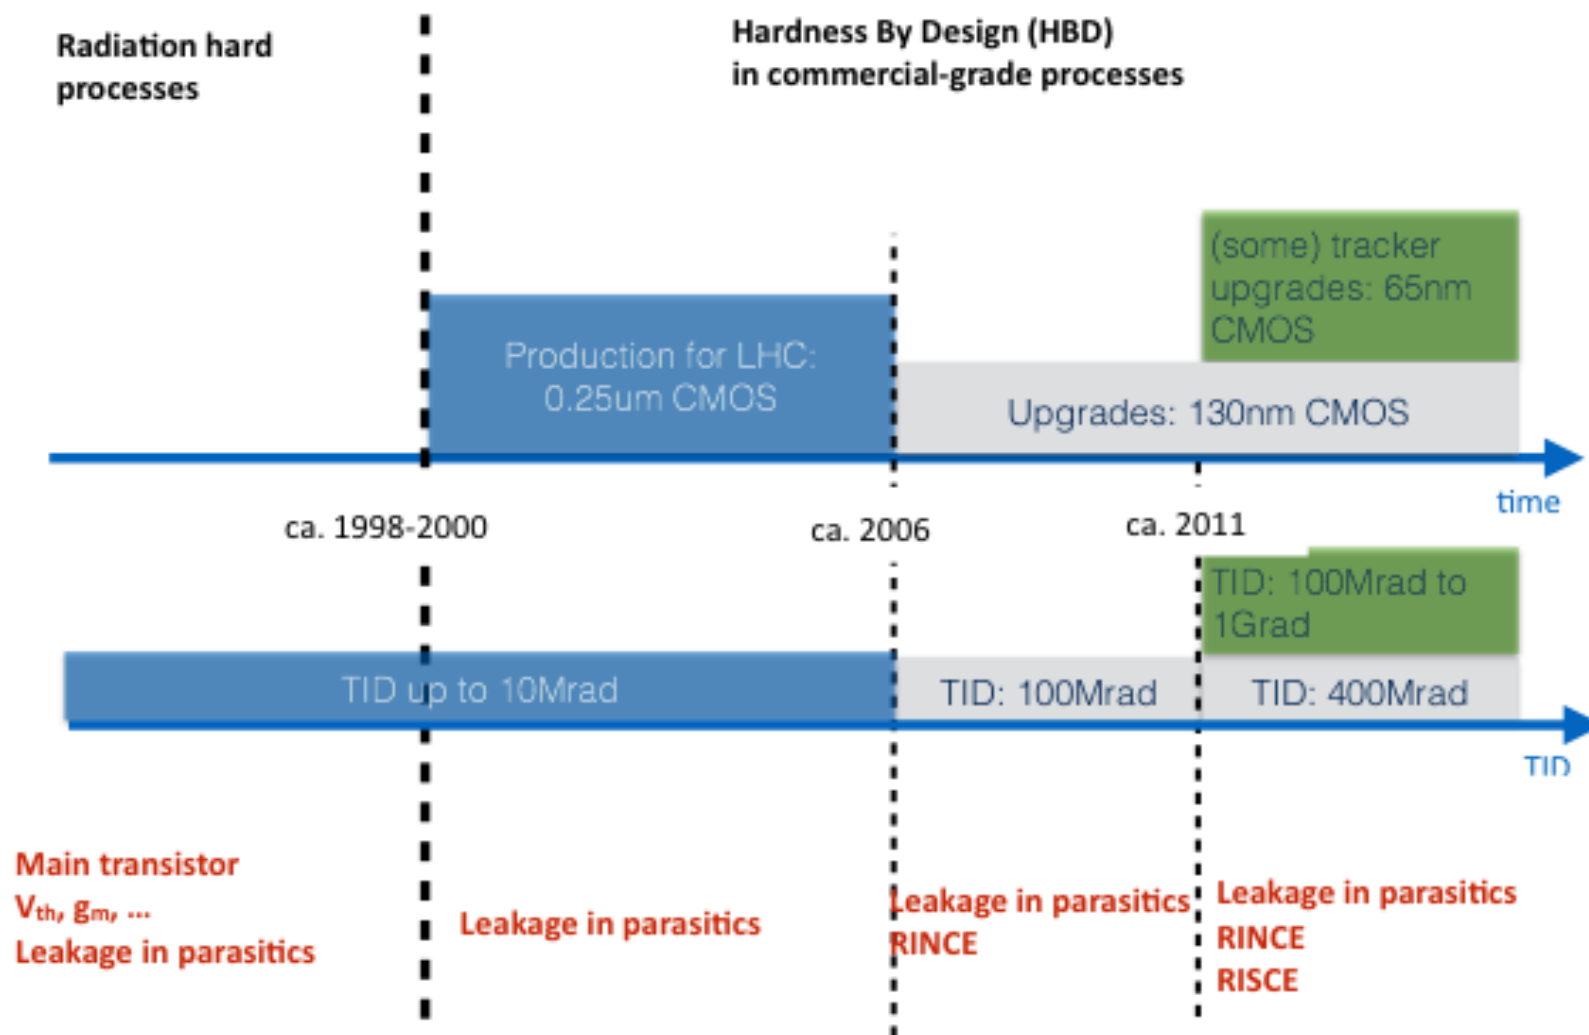 Radiation hard
processes
Hardness By Design (HBD)
in commercial-grade processes
(some) tracker
upgrades: 65nm
CMOS
Production for LHC:
0.25um CMOS
Upgrades: 130nm CMOS
time
ca. 1998-2000
ca. 2006
ca. 2011
TID: 100Mrad to
1Grad
TID up to 10Mrad
TID: 100Mrad
TID: 400Mrad
TID
Main transistor
Vth, gm, ...
Leakage in parasitics
Leakage in parasitics
Leakage in parasitics
RINCE
Leakage in parasitics
RINCE
RISCE